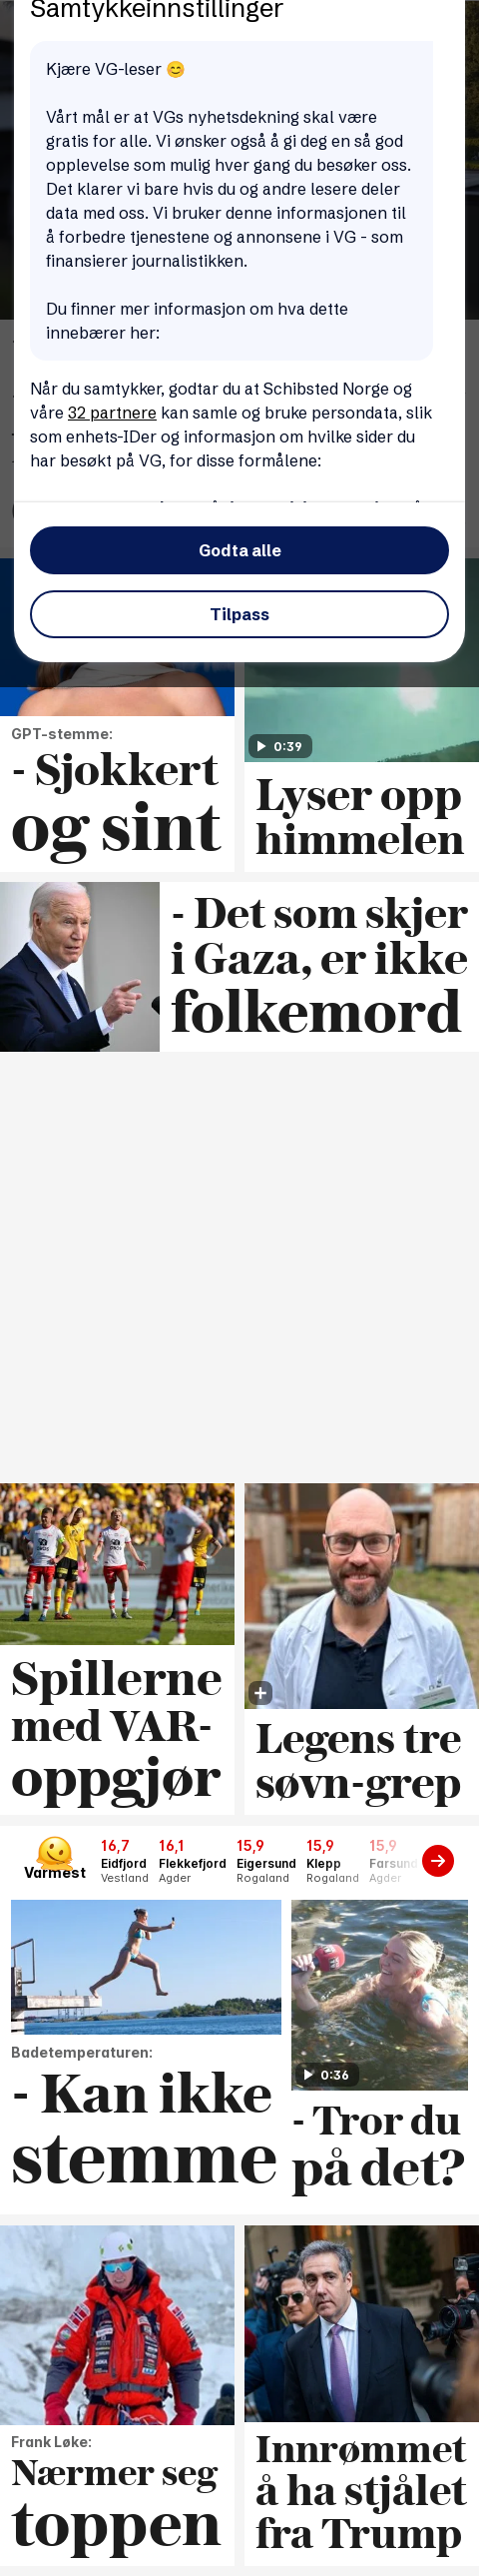 Samtykkeinnstillinger
Kjære VG-leser 😊
Vårt mål er at VGs nyhetsdekning skal være
gratis for alle. Vi ønsker også å gi deg en så god
opplevelse som mulig hver gang du besøker oss.
Det klarer vi bare hvis du og andre lesere deler
data med oss. Vi bruker denne informasjonen til
å forbedre tjenestene og annonsene i VG - som
finansierer journalistikken.
Du finner mer informasjon om hva dette
innebærer her:
Når du samtykker, godtar du at Schibsted Norge og
våre 32 partnere kan samle og bruke persondata, slik
som enhets-IDer og informasjon om hvilke sider du
har besøkt på VG, for disse formålene:
Godta alle
Tilpass
GPT-stemme:
- Sjokkert
og sint
0:39
Lyser opp
himmelen
- Det som skjer
i Gaza, er ikke
folkemord
Spillerne
med VAR-
oppgjør
Legens tre
søvn-grep
Varmest
16,7
Eidfjord
Vestland
16,1
Flekkefjord
Agder
15,9
Eigersund
Rogaland
15,9
Klepp
Rogaland
15,9
Farsund
Agder
Badetemperaturen:
- Kan ikke
stemme
0:36
- Tror du
på det?
Frank Løke:
Nærmer seg
toppen
Innrømmet
å ha stjålet
fra Trump